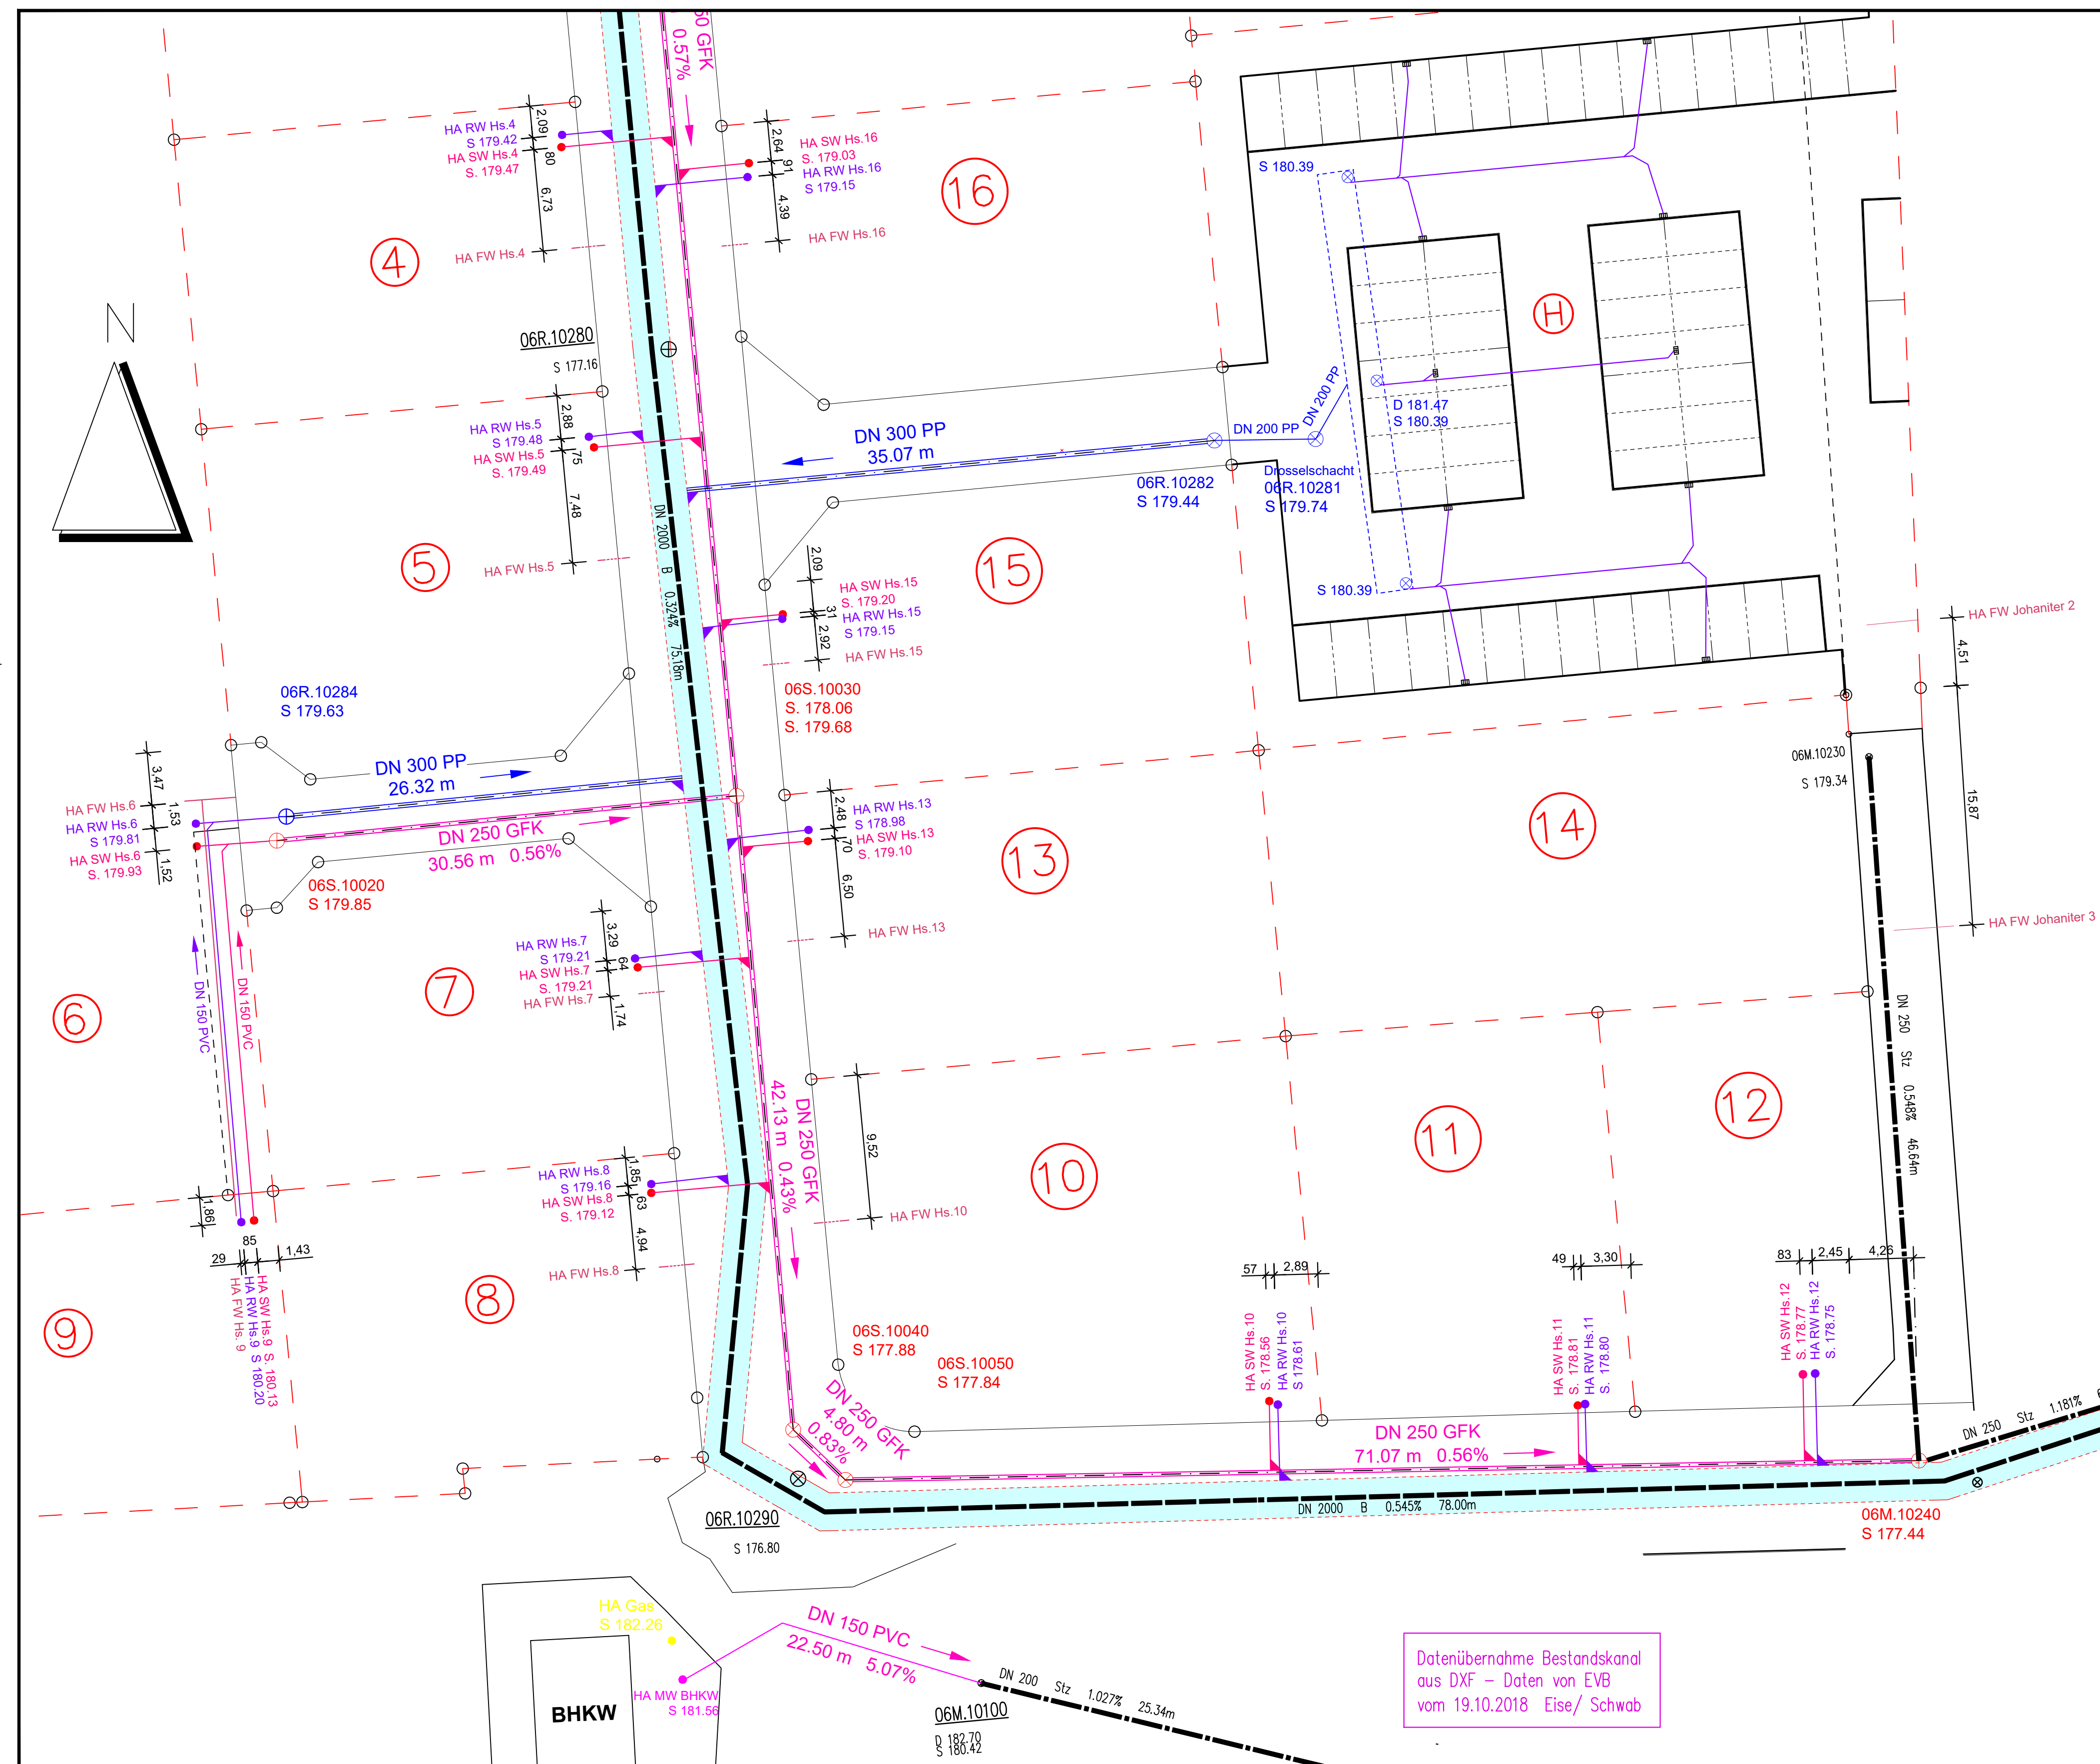 50 GFK
0.57%
HA RW Hs.4
S 179.42
HA SW Hs.4
S. 179.47
2,09
80
6,73
HA FW Hs.4
2,64
91
4,39
HA SW Hs.16
S. 179.03
HA RW Hs.16
S 179.15
HA FW Hs.16
16
4
N
S 180.39
H
06R.10280
S 177.16
DN 200 PP
D 181.47
S 180.39
HA RW Hs.5
S 179.48
HA SW Hs.5
S. 179.49
2,88
75
7,48
HA FW Hs.5
5
DN 300 PP
35.07 m
DN 200 PP
Drosselschacht
06R.10281
S 179.74
06R.10282
S 179.44
DN 2000 B 0.324% 75.18m
15
2,09
31
2,92
HA SW Hs.15
S. 179.20
HA RW Hs.15
S 179.15
HA FW Hs.15
S 180.39
HA FW Johaniter 2
4,51
15,87
HA FW Johaniter 3
06R.10284
S 179.63
06S.10030
S. 178.06
S. 179.68
DN 300 PP
26.32 m
3,47
1,53
1,52
HA FW Hs.6
HA RW Hs.6
S 179.81
HA SW Hs.6
S. 179.93
DN 250 GFK
30.56 m 0.56%
06S.10020
S 179.85
2,48
70
6,50
HA RW Hs.13
S 178.98
HA SW Hs.13
S. 179.10
HA FW Hs.13
13
14
06M.10230
S 179.34
DN 250 Stz 0.548% 46.64m
HA RW Hs.7
S 179.21
HA SW Hs.7
S. 179.21
HA FW Hs.7
3,29
64
1,74
7
6
DN 150 PVC
DN 150 PVC
DN 250 GFK
42.13 m 0.43%
9,52
HA FW Hs.10
10
11
12
HA RW Hs.8
S 179.16
HA SW Hs.8
S. 179.12
1,85
63
4,94
HA FW Hs.8
8
1,86
29
85
1,43
HA FW Hs. 9
HA RW Hs.9 S 180.20
HA SW Hs.9 S. 180.13
9
57
2,89
HA SW Hs.10
S. 178.56
HA RW Hs.10
S 178.61
49
3,30
HA SW Hs.11
S. 178.81
HA RW Hs.11
S. 178.80
83
2,45
4,26
HA SW Hs.12
S. 178.77
HA RW Hs.12
S. 178.75
06S.10040
S 177.88
06S.10050
S 177.84
DN 250 GFK
4.80 m
0.83%
DN 250 GFK
71.07 m 0.56%
DN 250 Stz 1.181%
DN 2000 B 0.545% 78.00m
06R.10290
S 176.80
06M.10240
S 177.44
HA Gas
S 182.26
DN 150 PVC
22.50 m 5.07%
HA MW BHKW
S 181.56
BHKW
DN 200 Stz 1.027% 25.34m
06M.10100
D 182.70
S 180.42
Datenübernahme Bestandskanal
aus DXF – Daten von EVB
vom 19.10.2018 Eise/ Schwab